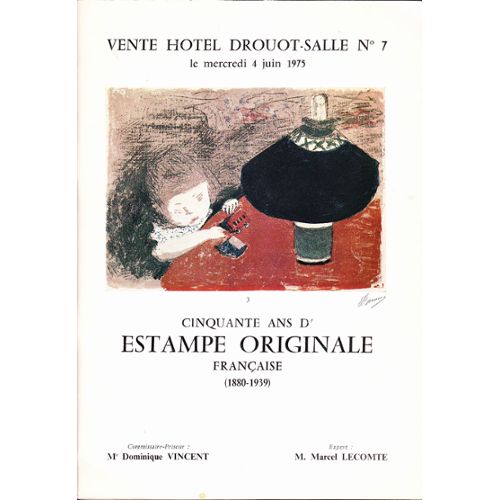 VENTE HOTEL DROUOT-SALLE N° 7
le mercredi 4 juin 1975
3
CINQUANTE ANS D'
ESTAMPE ORIGINALE
FRANÇAISE
(1880-1939)
Commissaire-Priseur :
Mr Dominique VINCENT
Expert :
M. Marcel LECOMTE